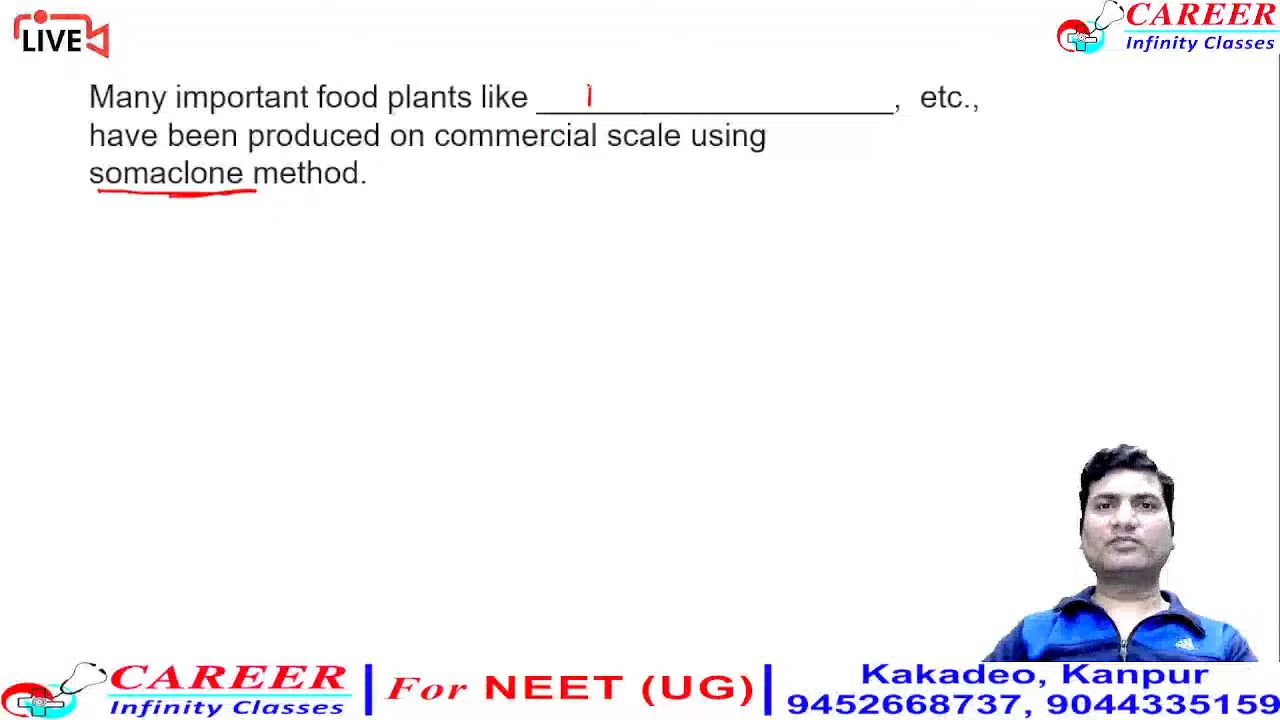 LIVE
CAREER
Infinity Classes
Many important food plants like ____________________, etc.,
have been produced on commercial scale using
somaclone method.
CAREER
Infinity Classes
For NEET (UG)
Kakadeo, Kanpur
9452668737, 9044335159